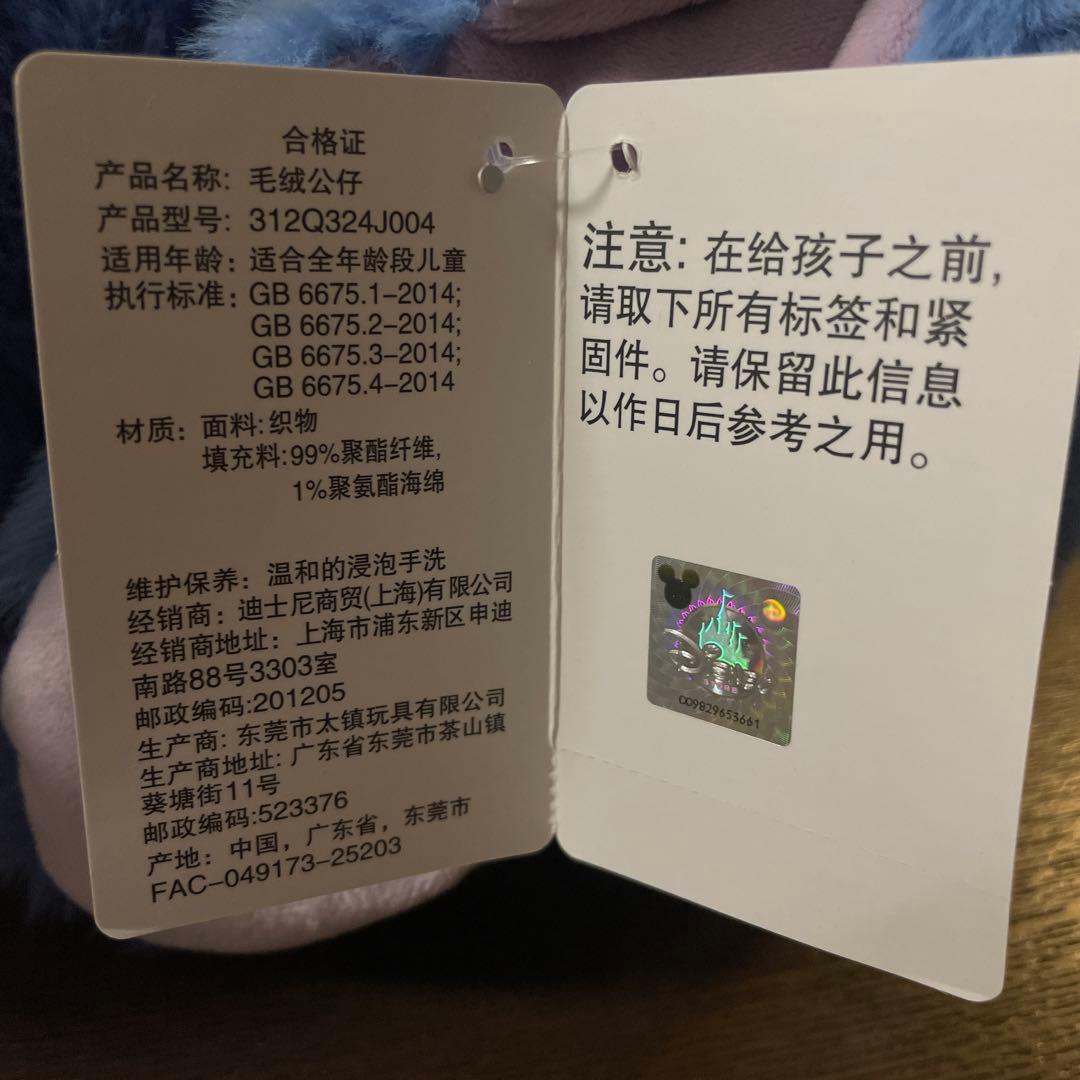 合格证
产品名称: 毛绒公仔
产品型号: 312Q324J004
适用年龄: 适合全年龄段儿童
执行标准: GB 6675.1-2014;
GB 6675.2-2014;
GB 6675.3-2014;
GB 6675.4-2014
材质: 面料:织物
填充料:99%聚酯纤维,
1%聚氨酯海绵
维护保养: 温和的浸泡手洗
经销商: 迪士尼商贸(上海)有限公司
经销商地址: 上海市浦东新区申迪
南路88号3303室
邮政编码:201205
生产商: 东莞市太镇玩具有限公司
生产商地址: 广东省东莞市茶山镇
葵塘街11号
邮政编码:523376
产地: 中国, 广东省, 东莞市
FAC-049173-25203
注意: 在给孩子之前,
请取下所有标签和紧
固件。请保留此信息
以作日后参考之用。
STORE
009829653661